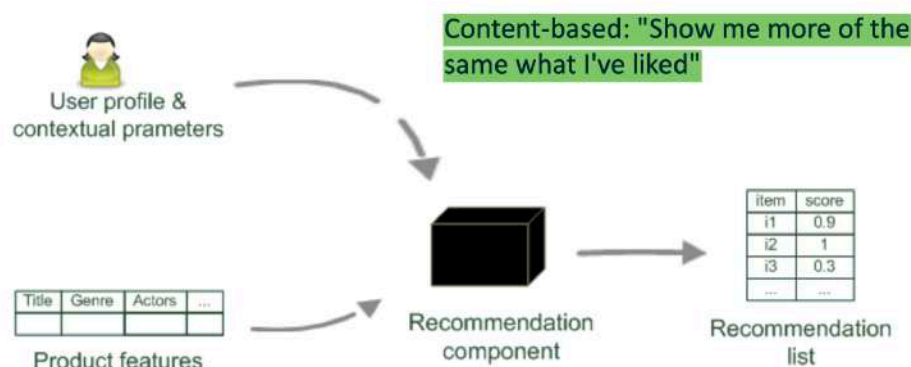 Content-based: "Show me more of the
same what I've liked"
User profile &
contextual prameters
item score
i1 0.9
i2 1
i3 0.3
... ...
Title Genre Actors ...
Product features
Recommendation
component
Recommendation
list